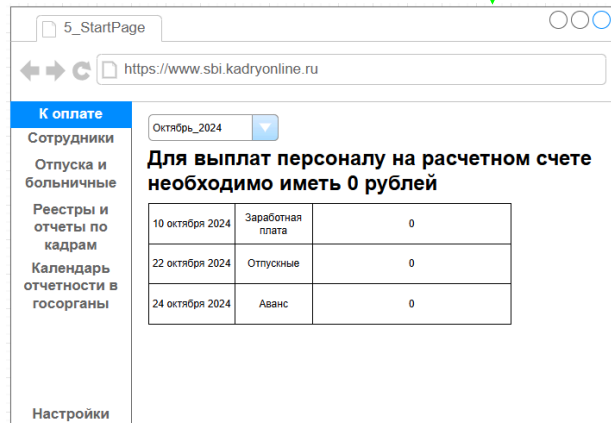 5_StartPage
https://www.sbi.kadryonline.ru
К оплате
Сотрудники
Отпуска и
больничные
Реестры и
отчеты по
кадрам
Календарь
отчетности в
госорганы
Настройки
Октябрь_2024
Для выплат персоналу на расчетном счете
необходимо иметь 0 рублей
10 октября 2024 Заработная плата 0
22 октября 2024 Отпускные 0
24 октября 2024 Аванс 0